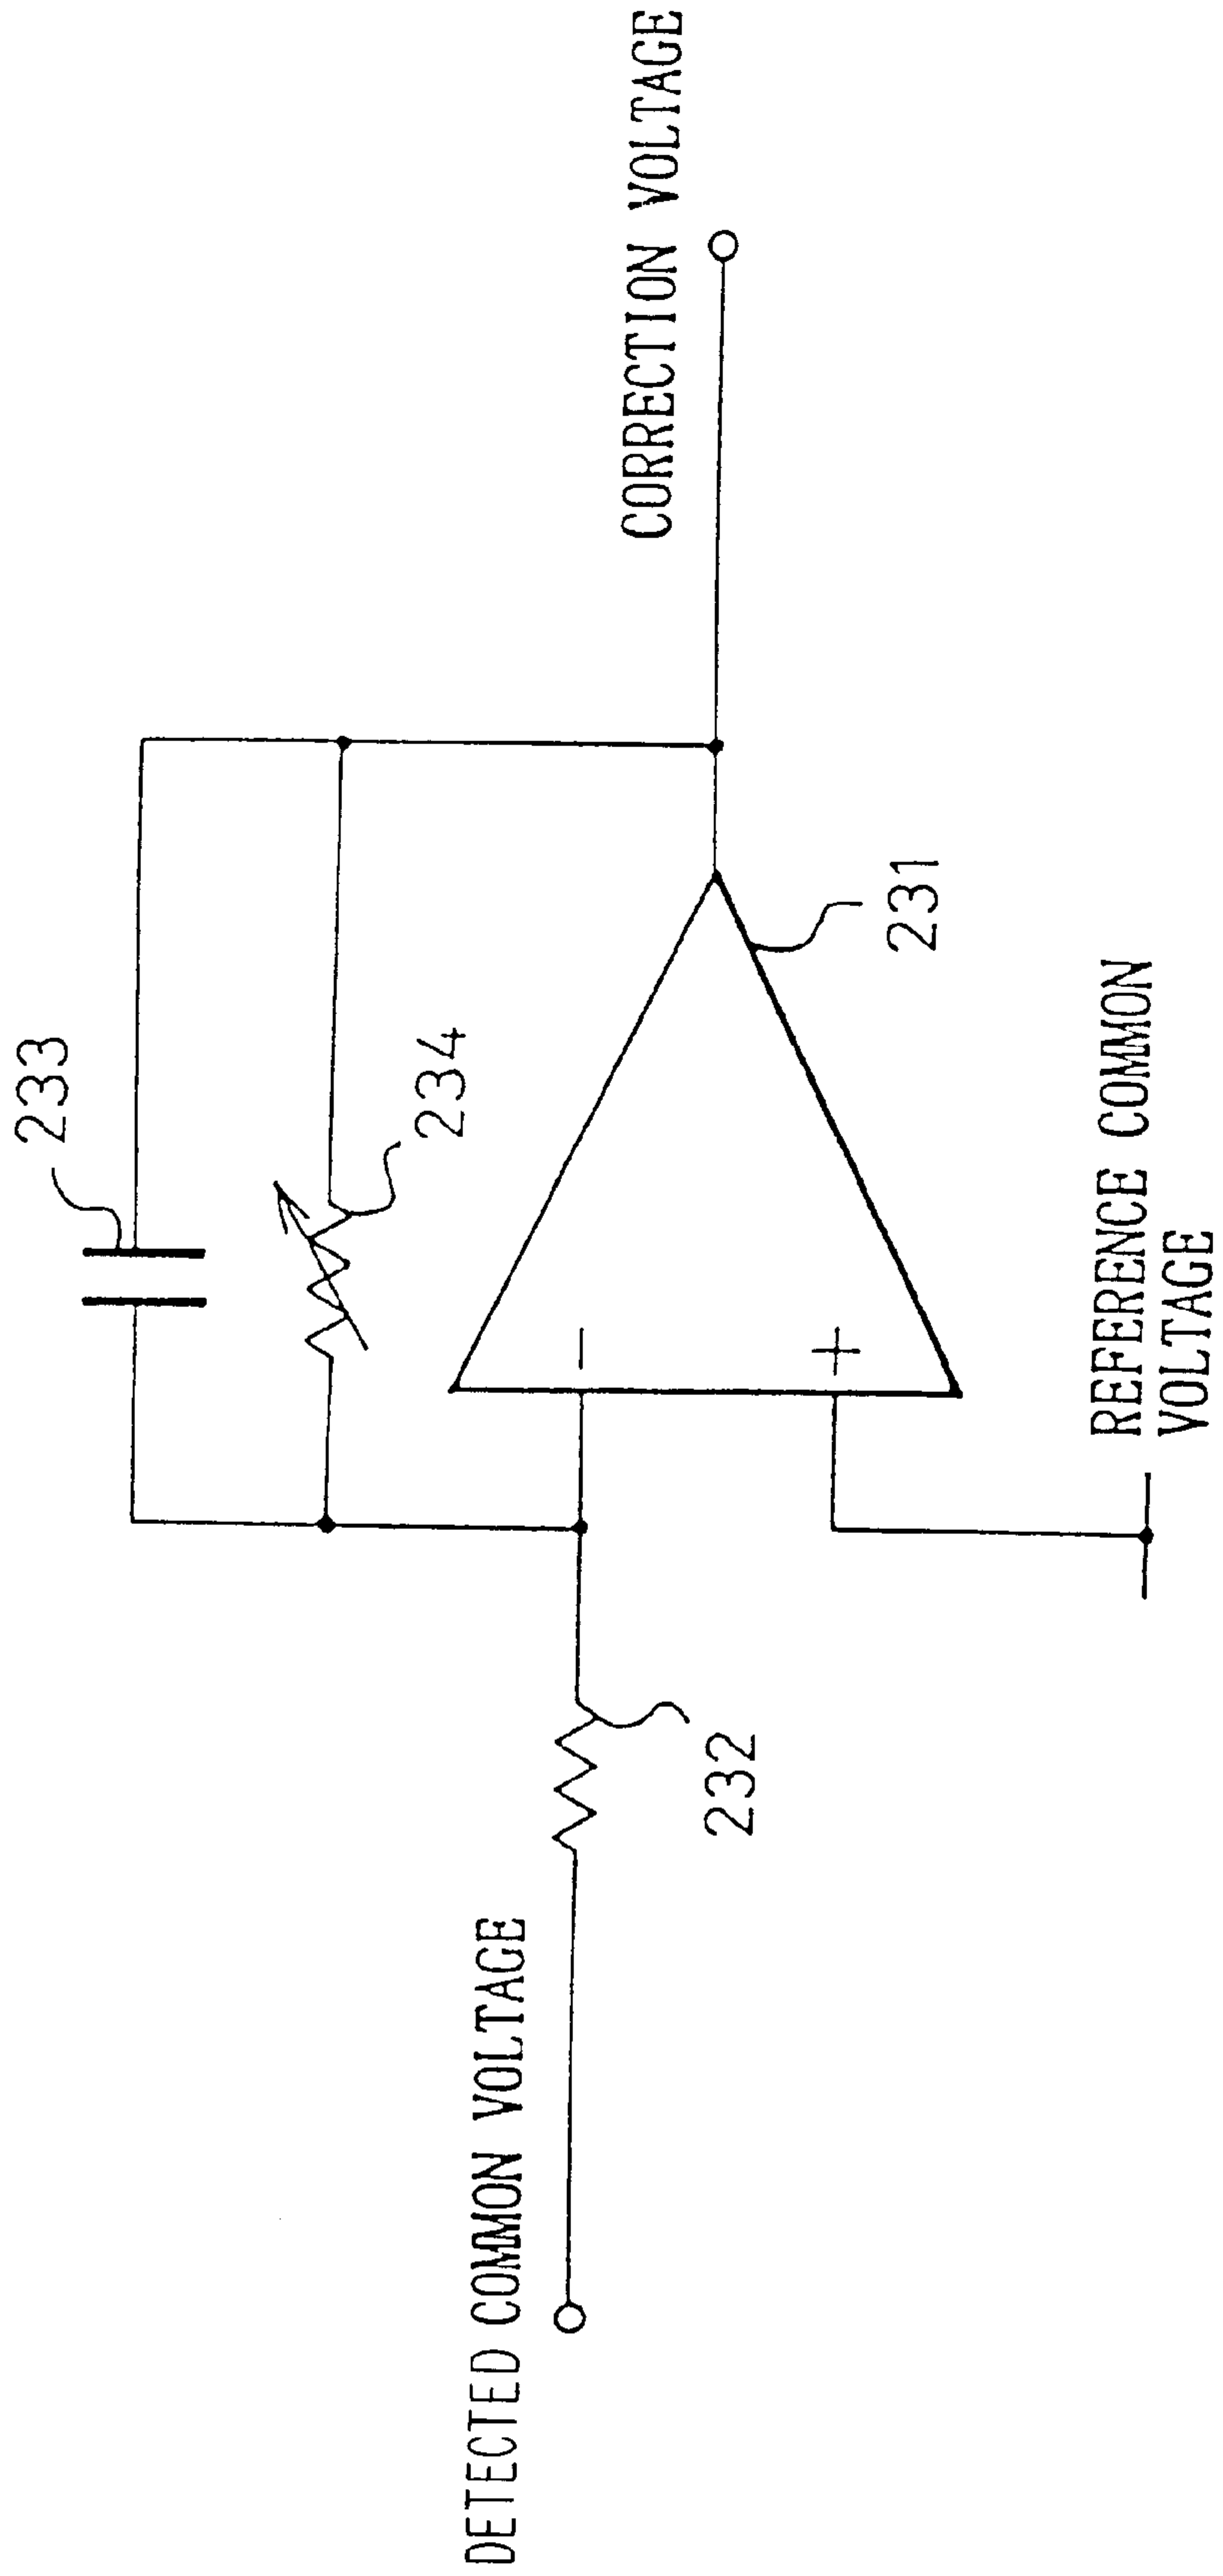 233
234
DETECTED COMMON VOLTAGE
CORRECTION VOLTAGE
232
231
REFERENCE COMMON
VOLTAGE
−
+